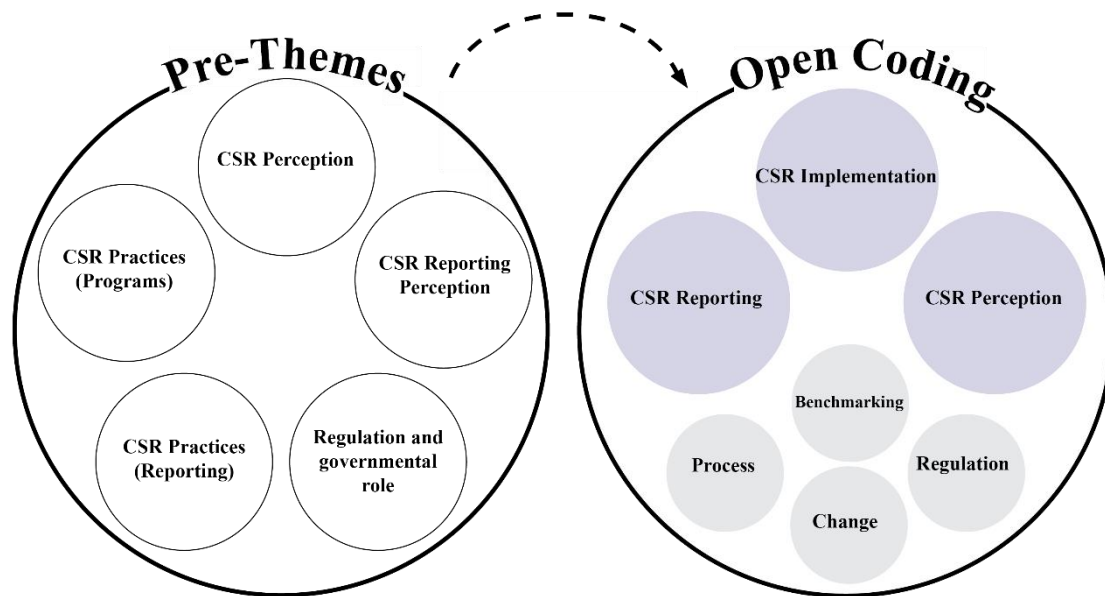 Pre-Themes
CSR Perception
CSR Practices
(Programs)
CSR Reporting
Perception
CSR Practices
(Reporting)
Regulation and
governmental
role
Open Coding
CSR Implementation
CSR Reporting
CSR Perception
Benchmarking
Process
Regulation
Change